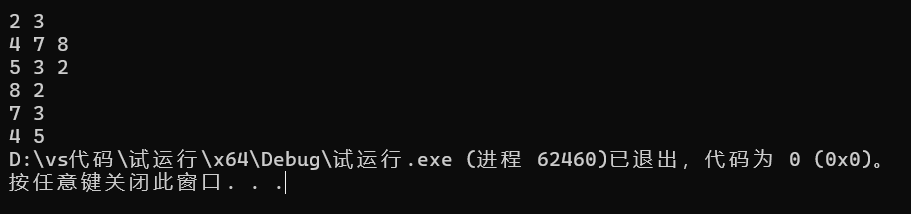 2 3
4 7 8
5 3 2
8 2
7 3
4 5
D:\vs代码\试运行\x64\Debug\试运行.exe (进程 62460)已退出，代码为 0 (0x0)。
按任意键关闭此窗口. . .